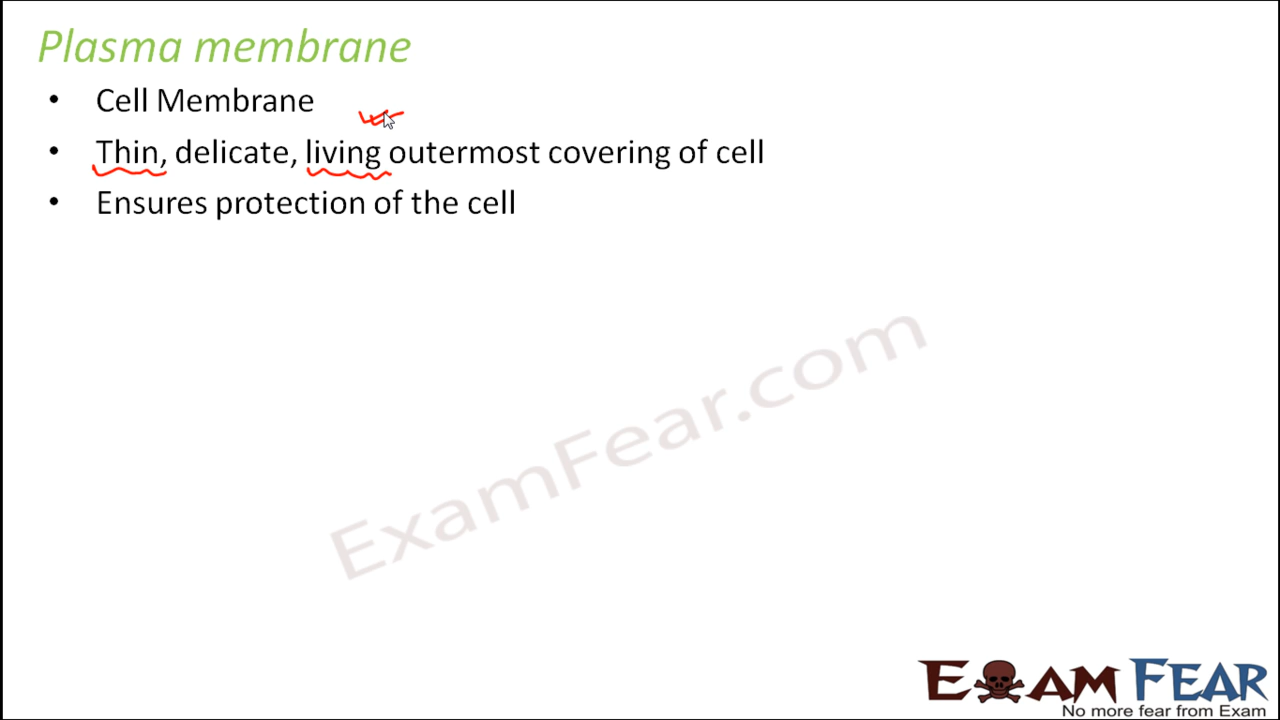 Plasma membrane
• Cell Membrane
• Thin, delicate, living outermost covering of cell
• Ensures protection of the cell
ExamFear.com
EXAM FEAR
No more fear from Exam